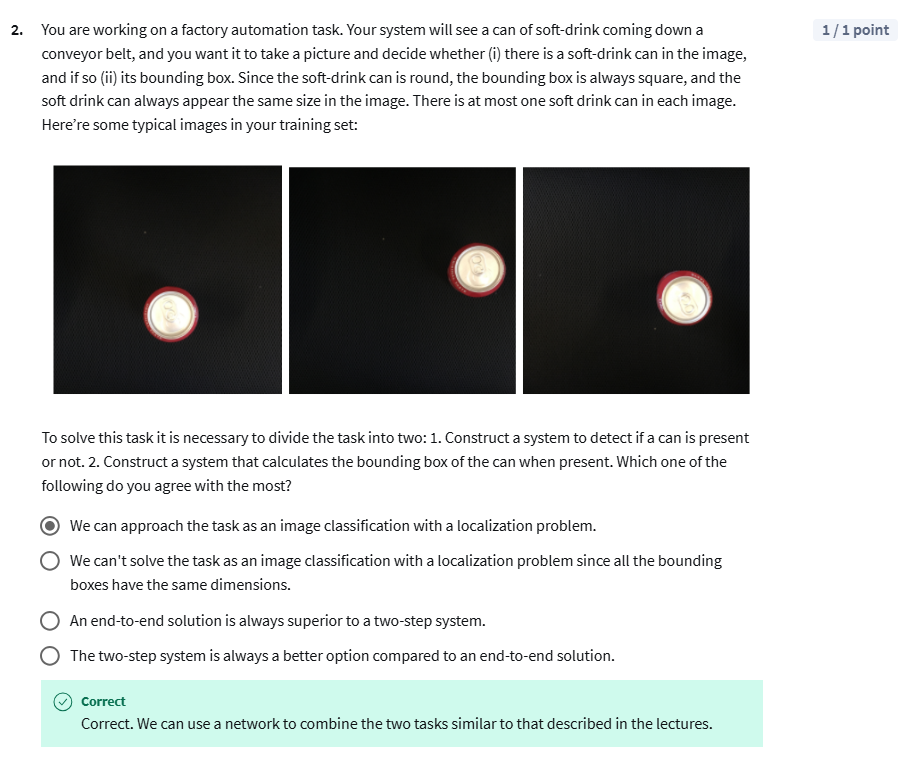 2. You are working on a factory automation task. Your system will see a can of soft-drink coming down a
1 / 1 point
conveyor belt, and you want it to take a picture and decide whether (i) there is a soft-drink can in the image,
and if so (ii) its bounding box. Since the soft-drink can is round, the bounding box is always square, and the
soft drink can always appear the same size in the image. There is at most one soft drink can in each image.
Here’re some typical images in your training set:
To solve this task it is necessary to divide the task into two: 1. Construct a system to detect if a can is present
or not. 2. Construct a system that calculates the bounding box of the can when present. Which one of the
following do you agree with the most?
We can approach the task as an image classification with a localization problem.
We can't solve the task as an image classification with a localization problem since all the bounding
boxes have the same dimensions.
An end-to-end solution is always superior to a two-step system.
The two-step system is always a better option compared to an end-to-end solution.
Correct
Correct. We can use a network to combine the two tasks similar to that described in the lectures.